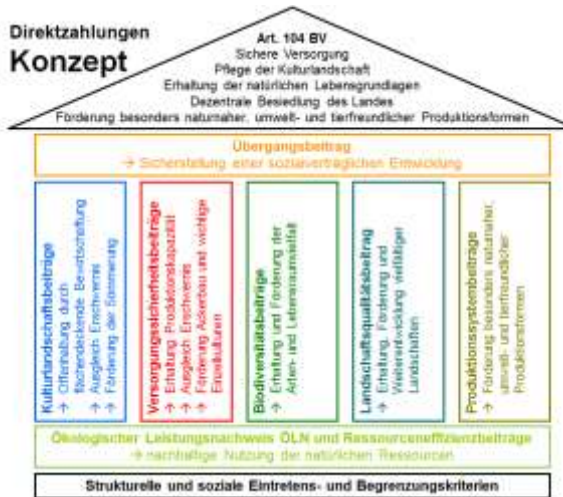 Direktzahlungen
Konzept
Art. 104 BV
Sichere Versorgung
Pflege der Kulturlandschaft
Erhaltung der natürlichen Lebensgrundlagen
Dezentrale Besiedlung des Landes
Förderung besonders naturnaher, umwelt- und tierfreundlicher Produktionsformen
Übergangsbeitrag
→ Sicherstellung einer sozialverträglichen Entwicklung
Kulturlandschaftsbeiträge
→ Offenhaltung durch
flächendeckende Bewirtschaftung
→ Ausgleich Erschwernis
→ Förderung der Sömmerung
Versorgungssicherheitsbeiträge
→ Erhaltung Produktionskapazität
→ Ausgleich Erschwernis
→ Förderung Ackerbau und wichtige
Einzelkulturen
Biodiversitätsbeiträge
→ Erhaltung und Förderung der
Arten- und Lebensraumvielfalt
Landschaftsqualitätsbeitrag
→ Erhaltung, Förderung und
Weiterentwicklung vielfältiger
Landschaften
Produktionssystembeiträge
→ Förderung besonders naturnaher,
umwelt- und tierfreundlicher
Produktionsformen
Ökologischer Leistungsnachweis ÖLN und Ressourceneffizienzbeiträge
→ nachhaltige Nutzung der natürlichen Ressourcen
Strukturelle und soziale Eintretens- und Begrenzungskriterien